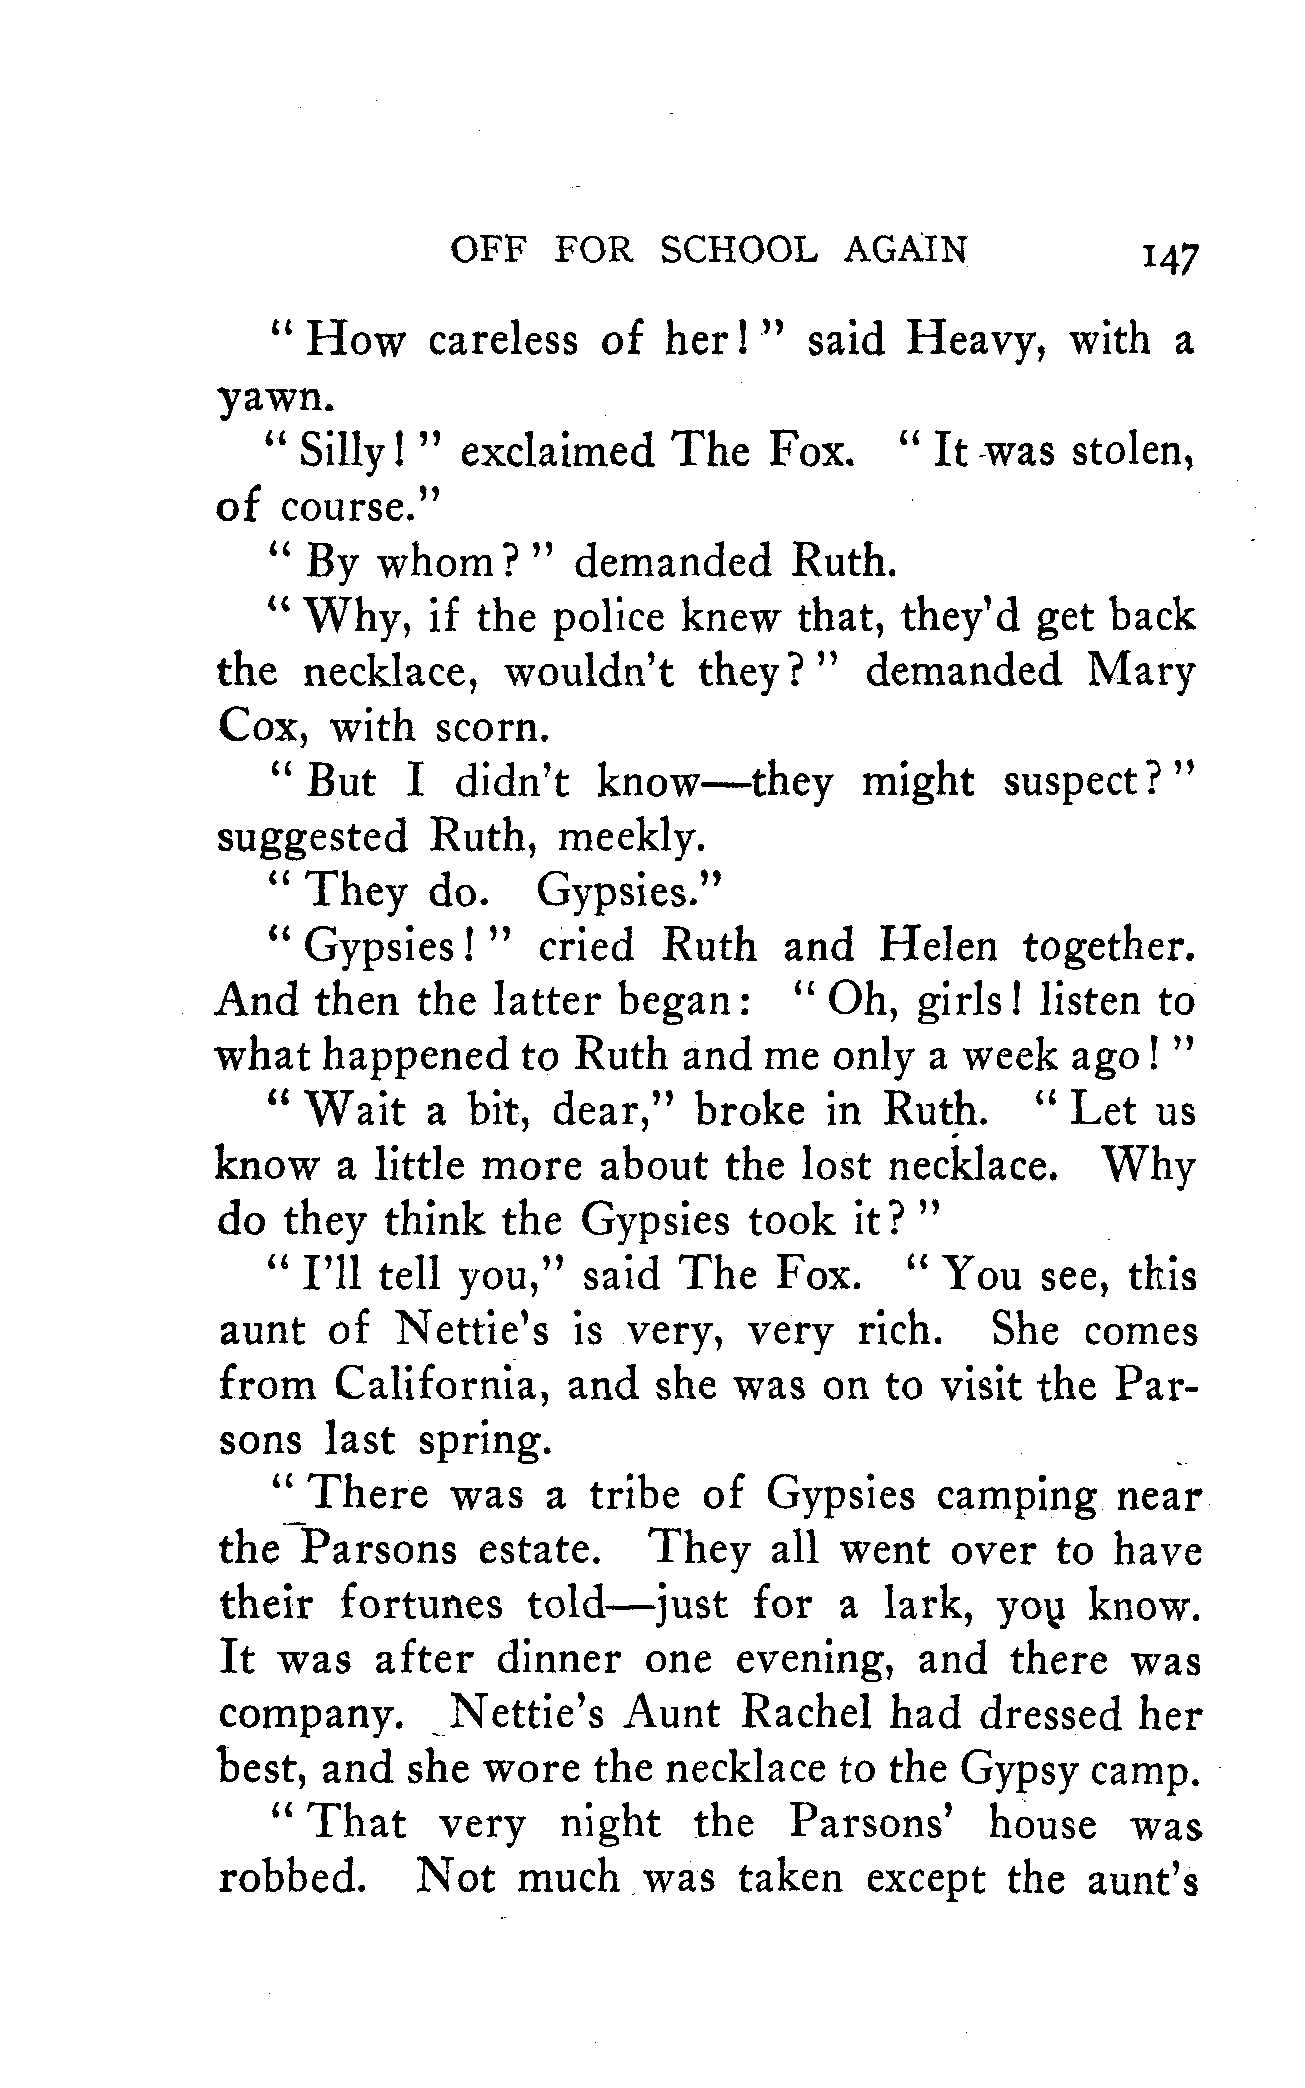 OFF FOR SCHOOL AGAIN 147
" How careless of her! " said Heavy, with a
yawn.
" Silly! " exclaimed The Fox. " It was stolen,
of course."
" By whom? " demanded Ruth.
" Why, if the police knew that, they'd get back
the necklace, wouldn't they? " demanded Mary
Cox, with scorn.
" But I didn't know—they might suspect? "
suggested Ruth, meekly.
" They do. Gypsies."
" Gypsies! " cried Ruth and Helen together.
And then the latter began: " Oh, girls! listen to
what happened to Ruth and me only a week ago! "
" Wait a bit, dear," broke in Ruth. " Let us
know a little more about the lost necklace. Why
do they think the Gypsies took it? "
" I'll tell you," said The Fox. " You see, this
aunt of Nettie's is very, very rich. She comes
from California, and she was on to visit the Par-
sons last spring.
" There was a tribe of Gypsies camping near
the Parsons estate. They all went over to have
their fortunes told—just for a lark, you know.
It was after dinner one evening, and there was
company. Nettie's Aunt Rachel had dressed her
best, and she wore the necklace to the Gypsy camp.
" That very night the Parsons' house was
robbed. Not much was taken except the aunt's